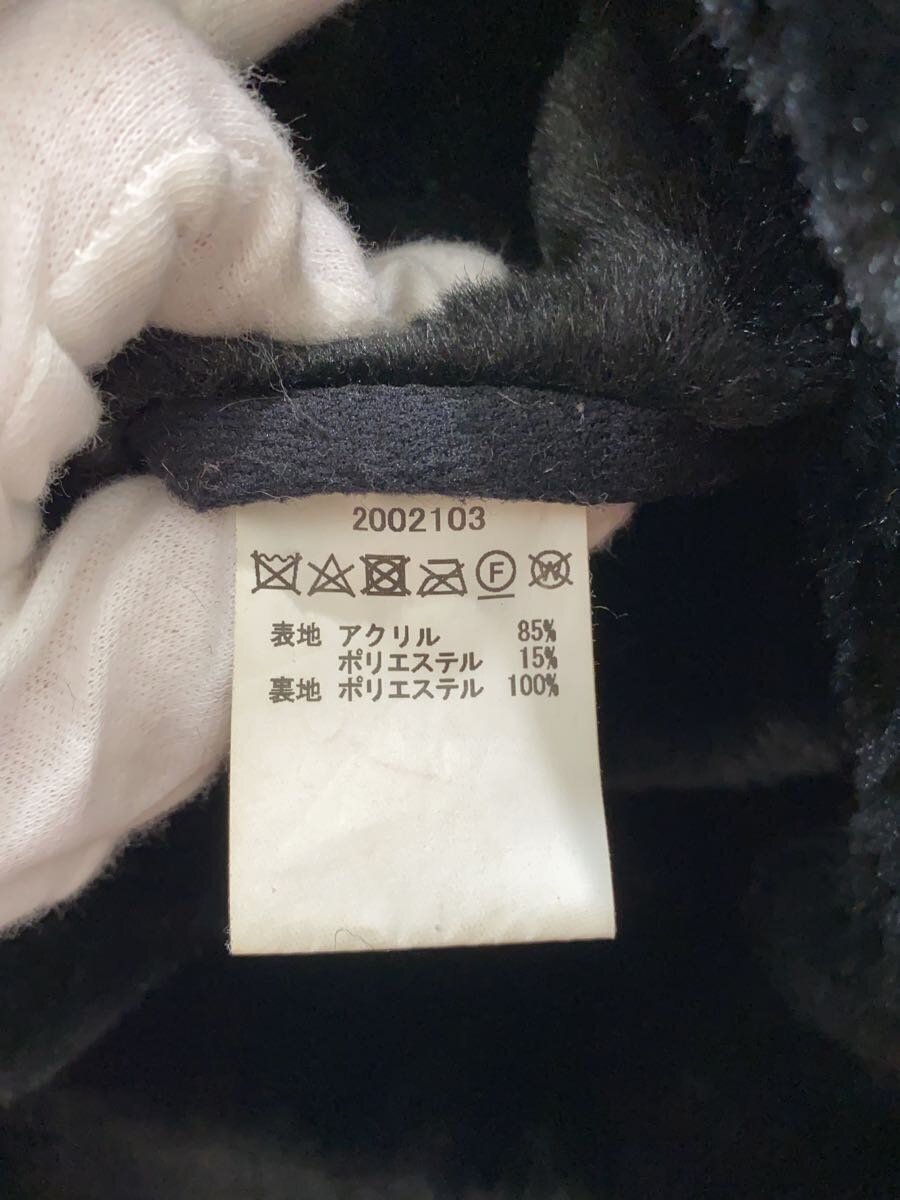 2002103
F W
表地 アクリル 85%
ポリエステル 15%
裏地 ポリエステル 100%